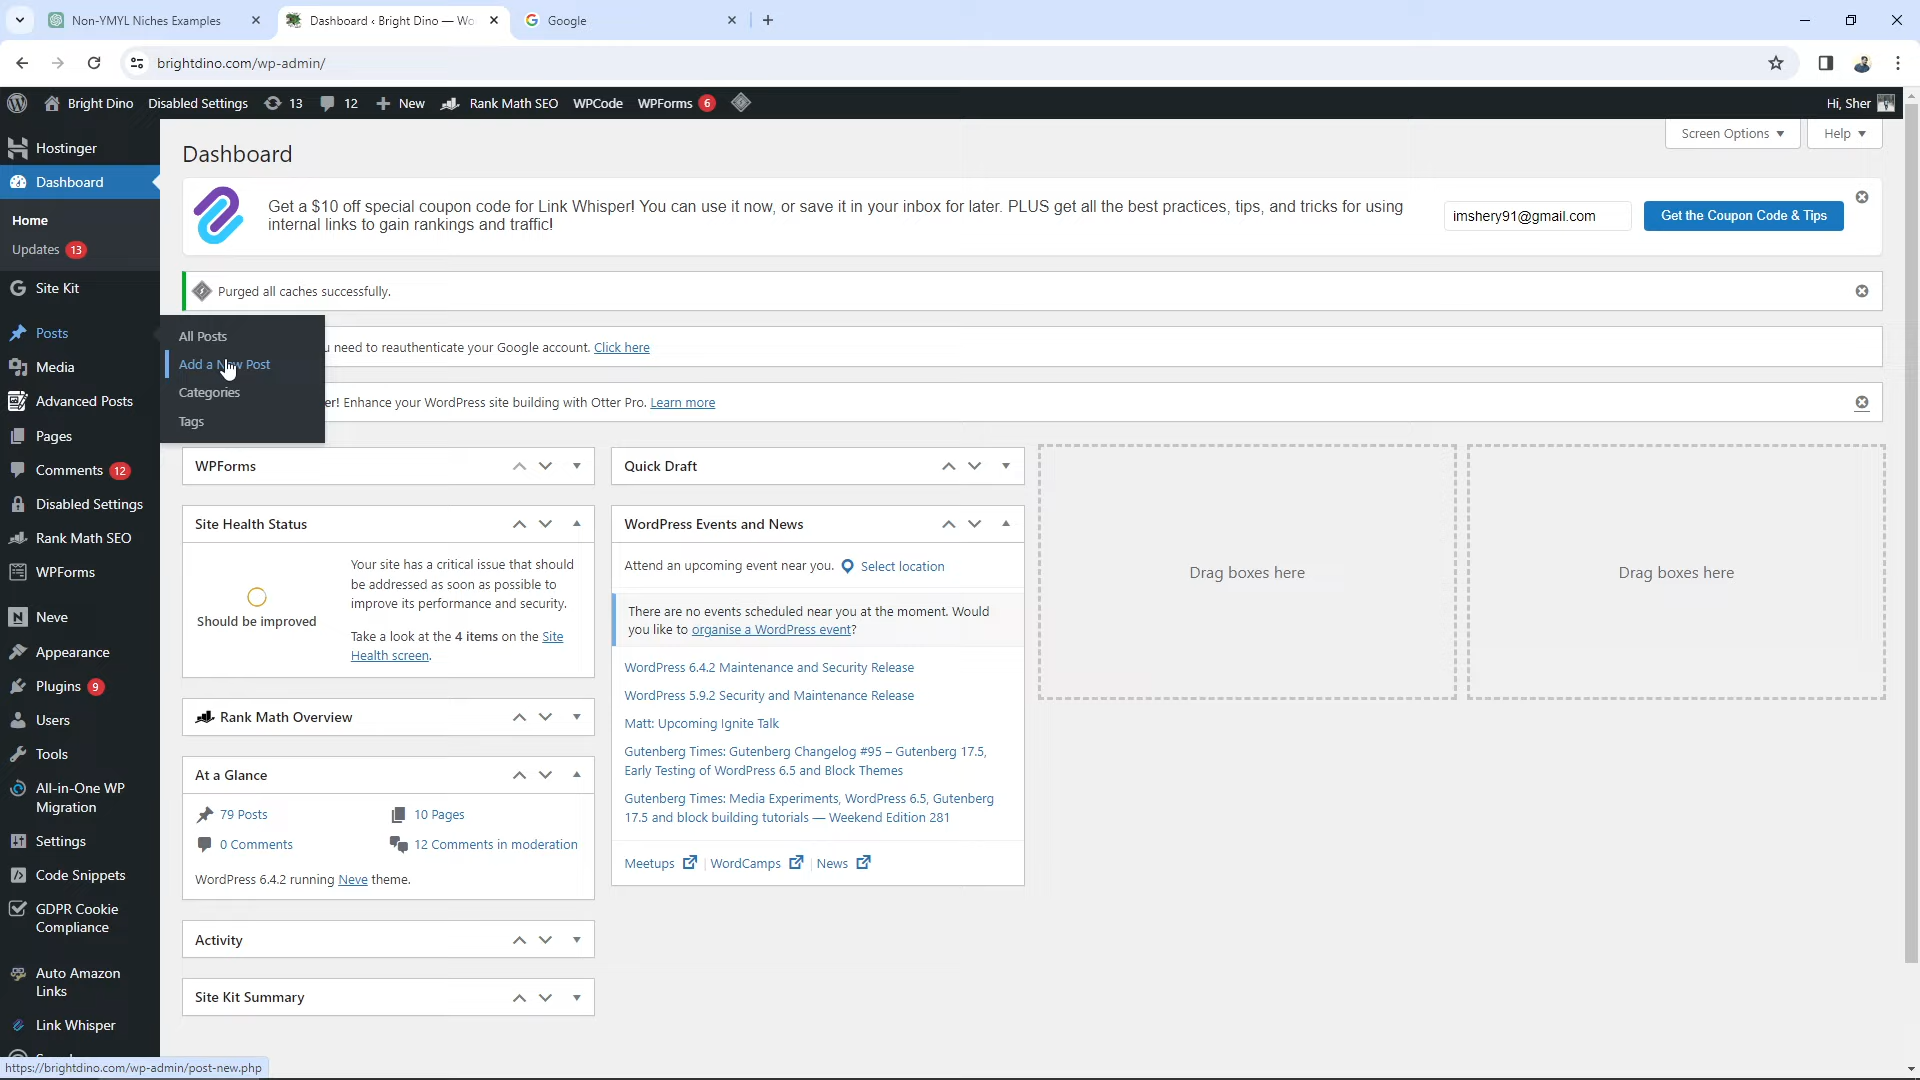 Non-YMYL Niches Examples
Dashboard ‹ Bright Dino — Wo
Google
brightdino.com/wp-admin/
Bright Dino
Disabled Settings
13
12
New
Rank Math SEO
WPCode
WPForms 6
Hi, Sher
Hostinger
Dashboard
Home
Updates 13
Site Kit
Posts
Media
Advanced Posts
Pages
Comments 12
Disabled Settings
Rank Math SEO
WPForms
Neve
Appearance
Plugins 9
Users
Tools
All-in-One WP
Migration
Settings
Code Snippets
GDPR Cookie
Compliance
Auto Amazon
Links
Link Whisper
All Posts
Add a New Post
Categories
Tags
Dashboard
Screen Options
Help
Get a $10 off special coupon code for Link Whisper! You can use it now, or save it in your inbox for later. PLUS get all the best practices, tips, and tricks for using
internal links to gain rankings and traffic!
imshery91@gmail.com
Get the Coupon Code & Tips
Purged all caches successfully.
u need to reauthenticate your Google account. Click here
er! Enhance your WordPress site building with Otter Pro. Learn more
WPForms
Site Health Status
Should be improved
Your site has a critical issue that should
be addressed as soon as possible to
improve its performance and security.
Take a look at the 4 items on the Site
Health screen.
Rank Math Overview
At a Glance
79 Posts
10 Pages
0 Comments
12 Comments in moderation
WordPress 6.4.2 running Neve theme.
Activity
Site Kit Summary
Quick Draft
WordPress Events and News
Attend an upcoming event near you. Select location
There are no events scheduled near you at the moment. Would
you like to organise a WordPress event?
WordPress 6.4.2 Maintenance and Security Release
WordPress 5.9.2 Security and Maintenance Release
Matt: Upcoming Ignite Talk
Gutenberg Times: Gutenberg Changelog #95 – Gutenberg 17.5,
Early Testing of WordPress 6.5 and Block Themes
Gutenberg Times: Media Experiments, WordPress 6.5, Gutenberg
17.5 and block building tutorials — Weekend Edition 281
Meetups | WordCamps | News
Drag boxes here
Drag boxes here
https://brightdino.com/wp-admin/post-new.php